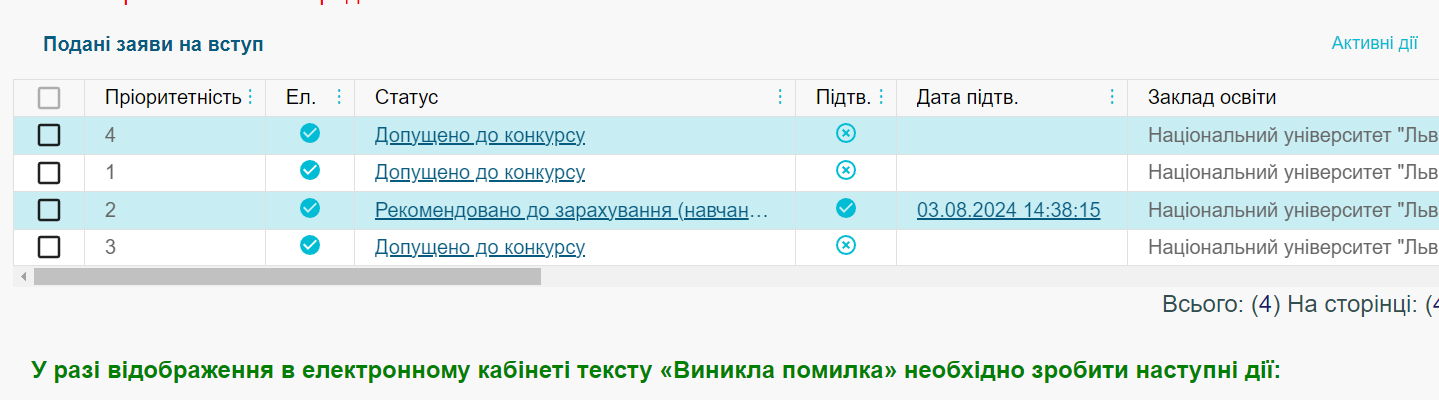 Подані заяви на вступ
Активні дії
Пріоритетність Ел. Статус Підтв. Дата підтв. Заклад освіти
4 Допущено до конкурсу Національний університет "Льв
1 Допущено до конкурсу Національний університет "Льв
2 Рекомендовано до зарахування (навчан… 03.08.2024 14:38:15 Національний університет "Льв
3 Допущено до конкурсу Національний університет "Льв
Всього: (4) На сторінці: (4
У разі відображення в електронному кабінеті тексту «Виникла помилка» необхідно зробити наступні дії: